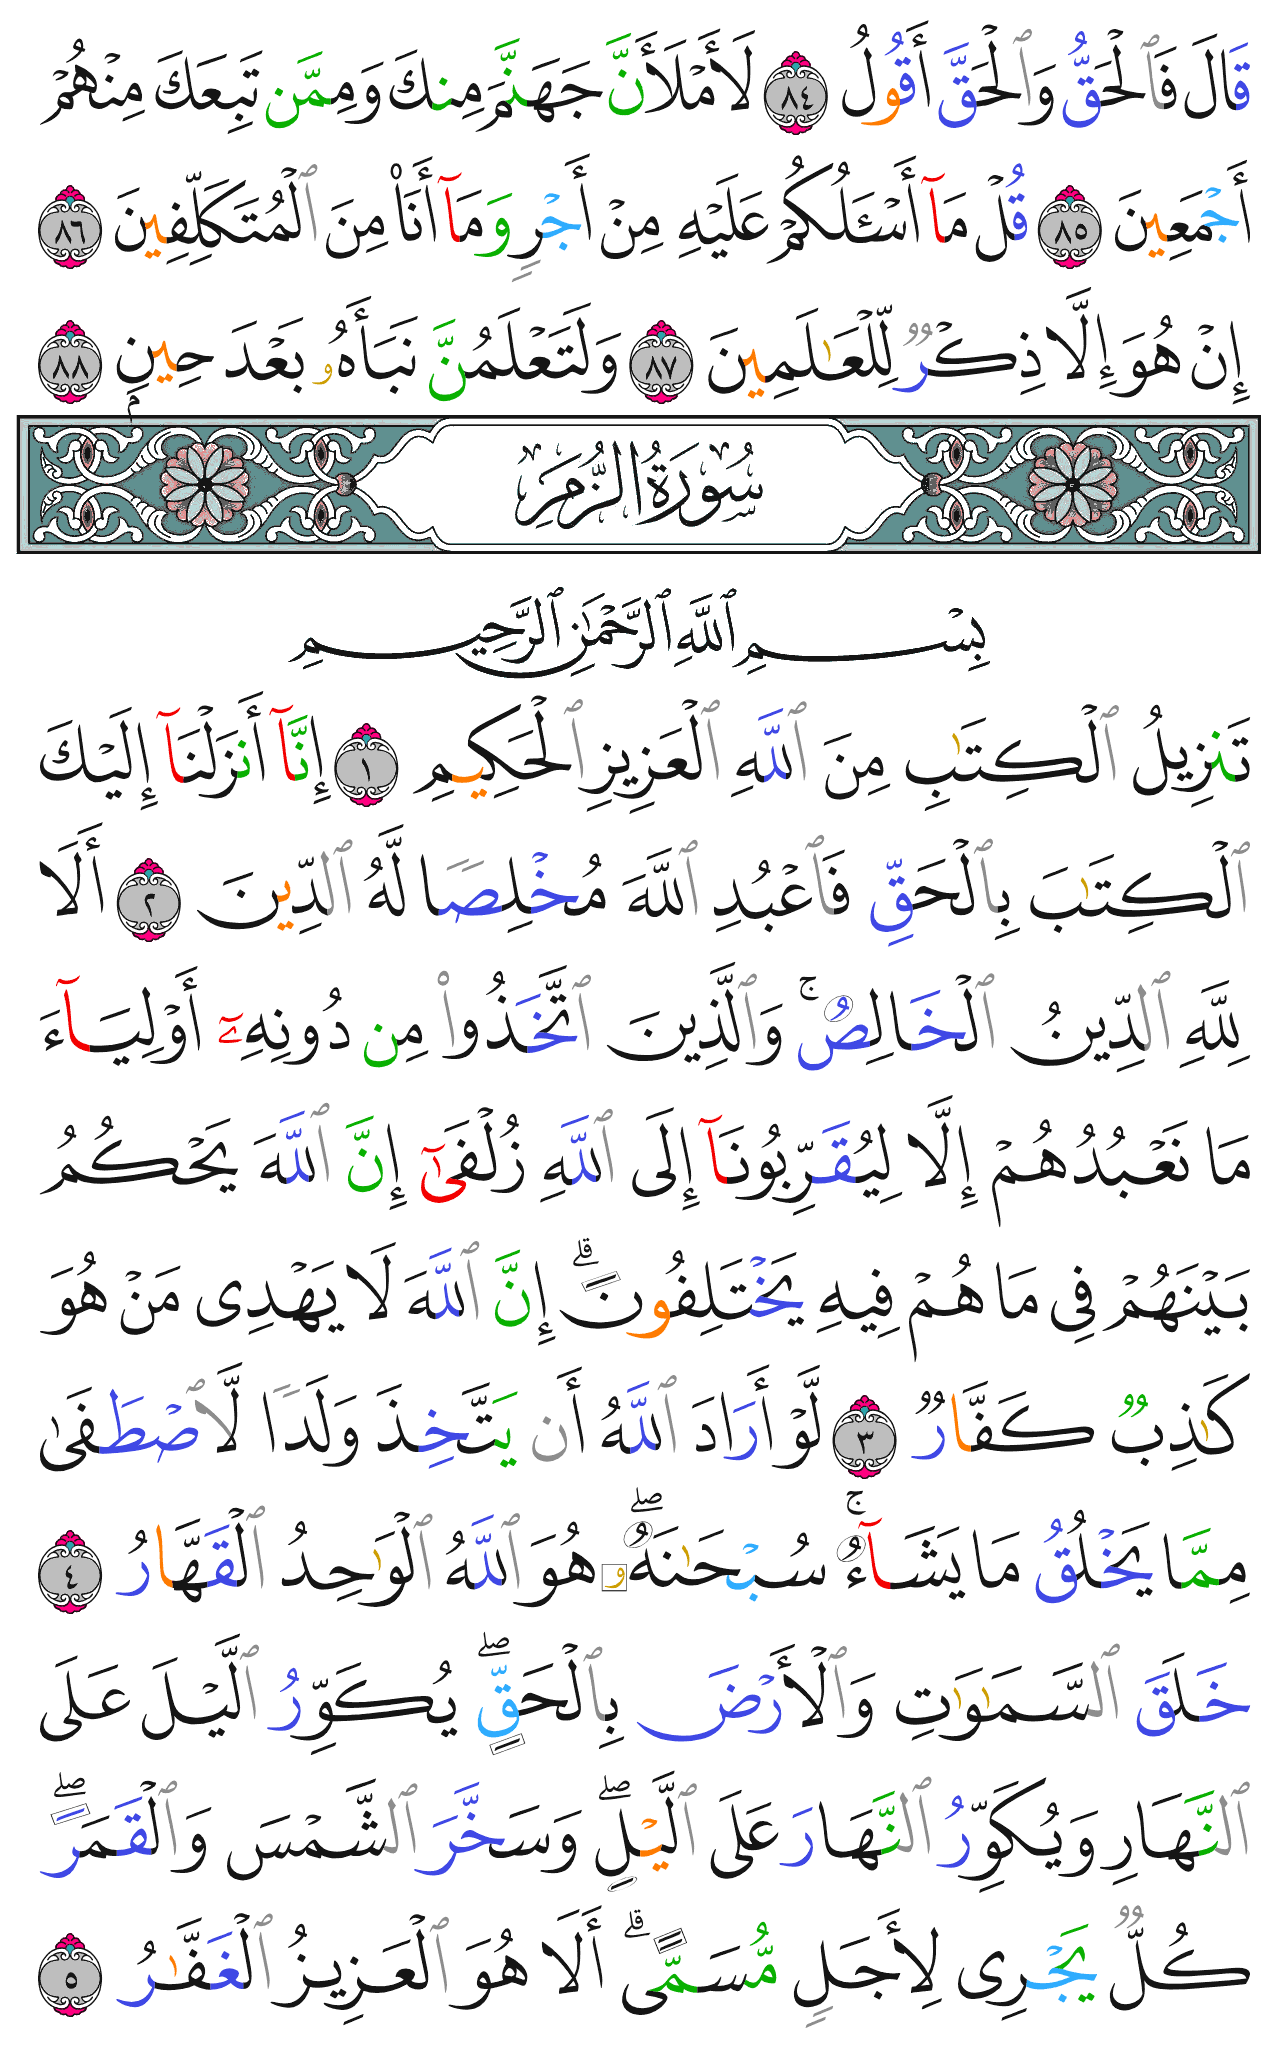 قَالَ فَٱلۡحَقُّ وَٱلۡحَقَّ أَقُولُ ٨٤ لَأَمۡلَأَنَّ جَهَنَّمَ مِنكَ وَمِمَّن تَبِعَكَ مِنۡهُمۡ
أَجۡمَعِينَ ٨٥ قُلۡ مَآ أَسۡـَٔلُكُمۡ عَلَيۡهِ مِنۡ أَجۡرٖ وَمَآ أَنَا۠ مِنَ ٱلۡمُتَكَلِّفِينَ ٨٦
إِنۡ هُوَ إِلَّا ذِكۡرٞ لِّلۡعَٰلَمِينَ ٨٧ وَلَتَعۡلَمُنَّ نَبَأَهُۥ بَعۡدَ حِينِۭ ٨٨
سُورَةُ الزُّمَرِ
بِسۡمِ ٱللَّهِ ٱلرَّحۡمَٰنِ ٱلرَّحِيمِ
تَنزِيلُ ٱلۡكِتَٰبِ مِنَ ٱللَّهِ ٱلۡعَزِيزِ ٱلۡحَكِيمِ ١ إِنَّآ أَنزَلۡنَآ إِلَيۡكَ
ٱلۡكِتَٰبَ بِٱلۡحَقِّ فَٱعۡبُدِ ٱللَّهَ مُخۡلِصٗا لَّهُ ٱلدِّينَ ٢ أَلَا
لِلَّهِ ٱلدِّينُ ٱلۡخَالِصُۚ وَٱلَّذِينَ ٱتَّخَذُواْ مِن دُونِهِۦٓ أَوۡلِيَآءَ
مَا نَعۡبُدُهُمۡ إِلَّا لِيُقَرِّبُونَآ إِلَى ٱللَّهِ زُلۡفَىٰٓ إِنَّ ٱللَّهَ يَحۡكُمُ
بَيۡنَهُمۡ فِي مَا هُمۡ فِيهِ يَخۡتَلِفُونَۗ إِنَّ ٱللَّهَ لَا يَهۡدِي مَنۡ هُوَ
كَٰذِبٞ كَفَّارٞ ٣ لَّوۡ أَرَادَ ٱللَّهُ أَن يَتَّخِذَ وَلَدٗا لَّٱصۡطَفَىٰ
مِمَّا يَخۡلُقُ مَا يَشَآءُۚ سُبۡحَٰنَهُۥۖ هُوَ ٱللَّهُ ٱلۡوَٰحِدُ ٱلۡقَهَّارُ ٤
خَلَقَ ٱلسَّمَٰوَٰتِ وَٱلۡأَرۡضَ بِٱلۡحَقِّۖ يُكَوِّرُ ٱلَّيۡلَ عَلَى
ٱلنَّهَارِ وَيُكَوِّرُ ٱلنَّهَارَ عَلَى ٱلَّيۡلِۖ وَسَخَّرَ ٱلشَّمۡسَ وَٱلۡقَمَرَۖ
كُلّٞ يَجۡرِي لِأَجَلٖ مُّسَمًّىۗ أَلَا هُوَ ٱلۡعَزِيزُ ٱلۡغَفَّٰرُ ٥